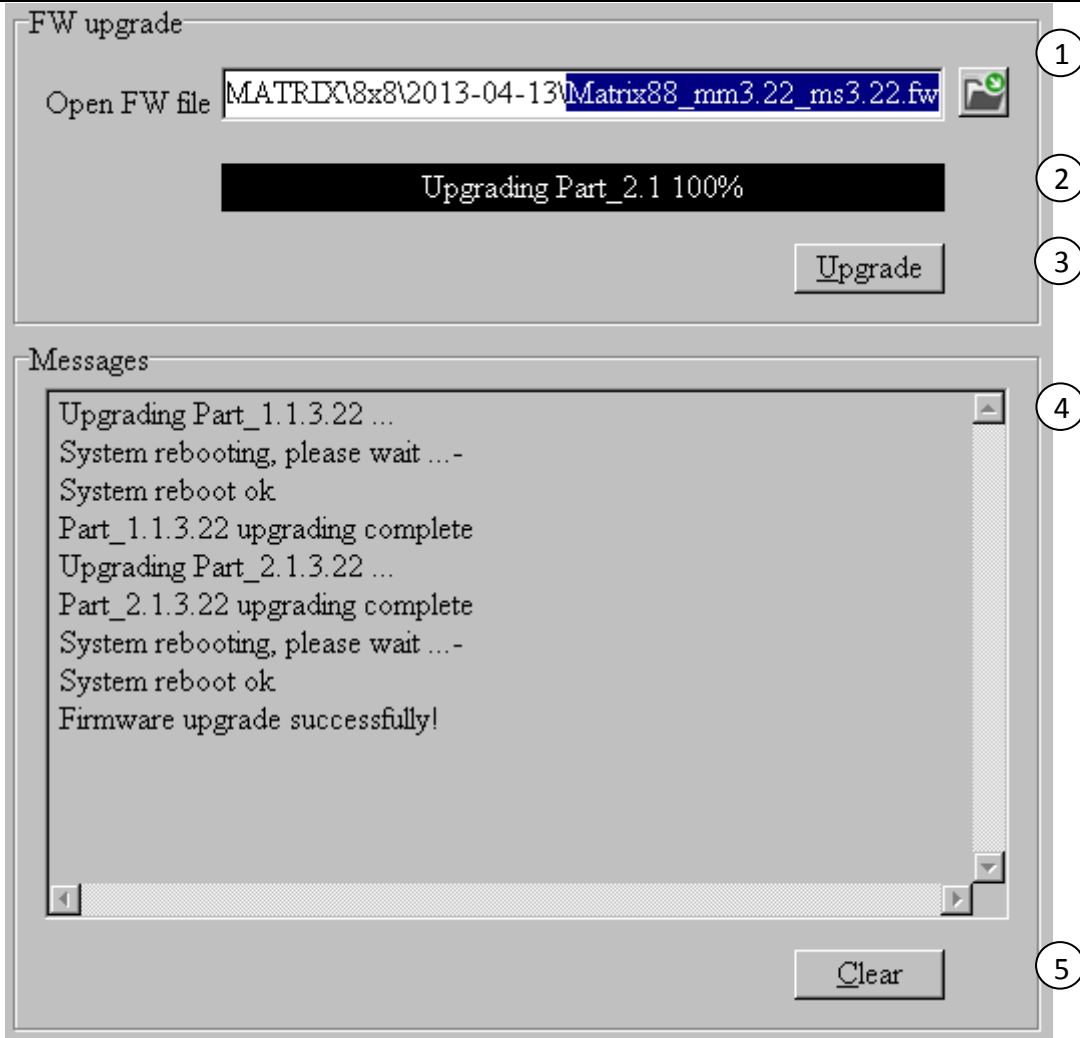 FW upgrade
1
Open FW file MATRIX\8x8\2013-04-13\Matrix88_mm3.22_ms3.22.fw
Upgrading Part_2.1 100%
2
Upgrade
3
Messages
Upgrading Part_1.1.3.22 ...
4
System rebooting, please wait ...-
System reboot ok
Part_1.1.3.22 upgrading complete
Upgrading Part_2.1.3.22 ...
Part_2.1.3.22 upgrading complete
System rebooting, please wait ...-
System reboot ok
Firmware upgrade successfully!
Clear
5